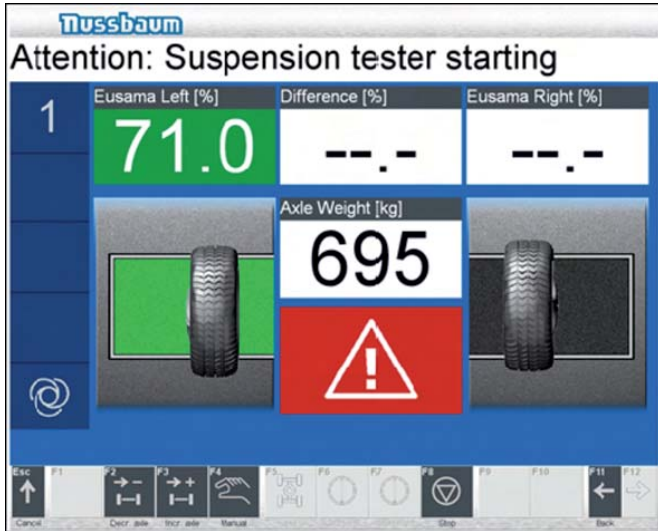 nussbaum
Attention: Suspension tester starting
1
Eusama Left [%]
Difference [%]
Eusama Right [%]
71.0
--.-
--.-
Axle Weight [kg]
695
!
Esc
F1
F2
F3
F4
F5
F6
F7
F8
F9
F10
F11
F12
Cancel
Decr. axle
Incr. axle
Manual
Stop
Back